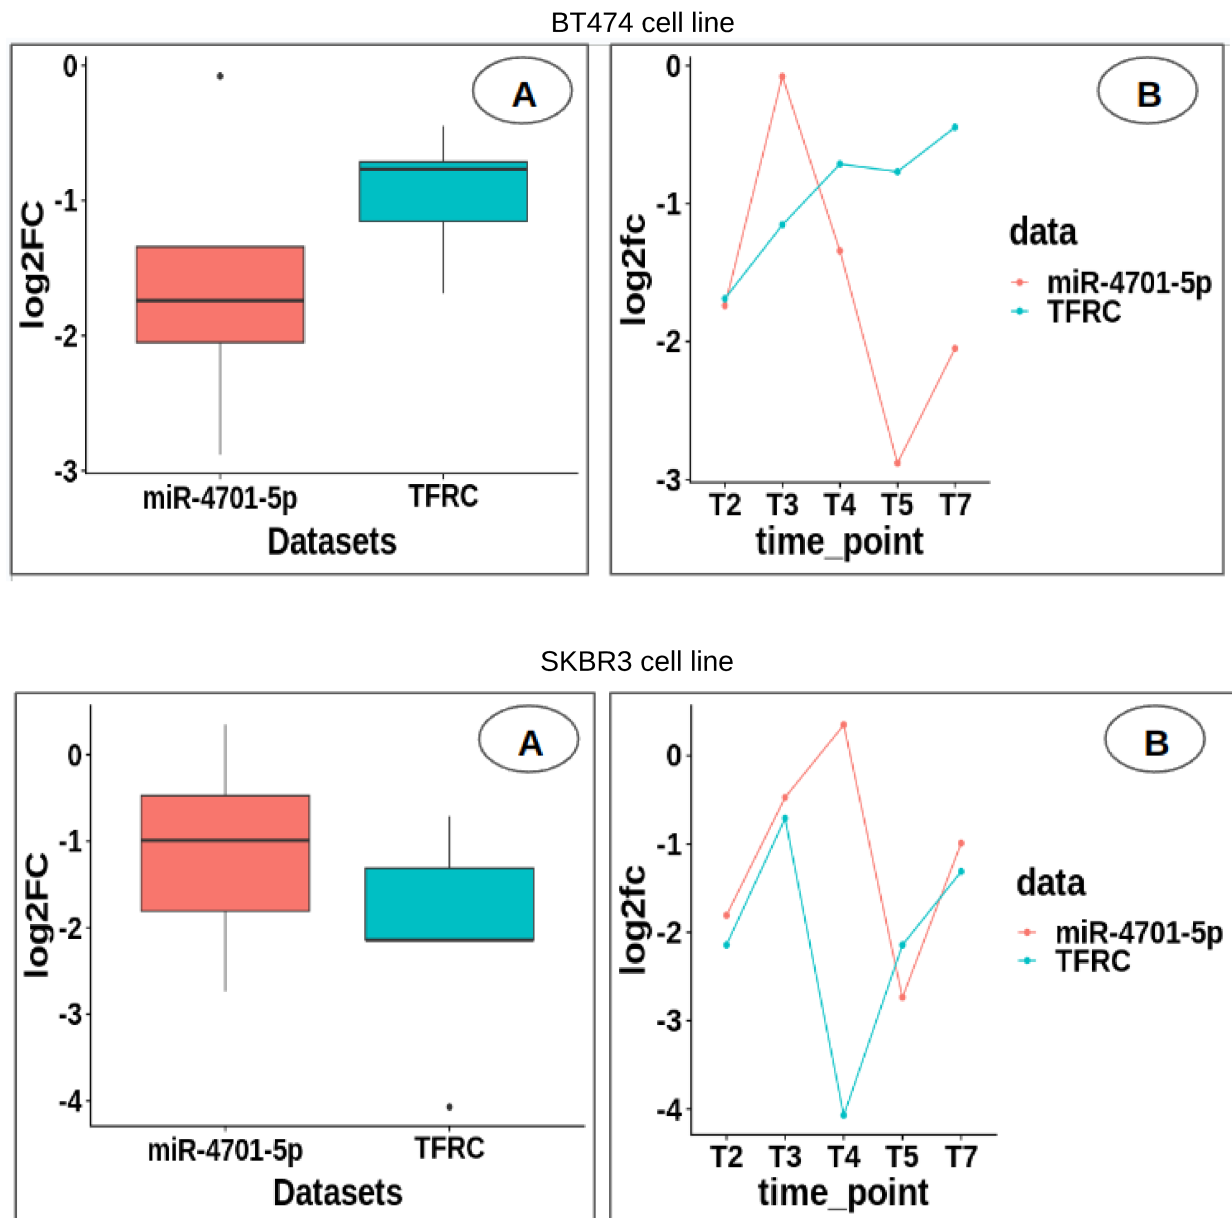 BT474 cell line
A
0
-1
-2
-3
log2FC
miR-4701-5p
TFRC
Datasets
B
0
-1
-2
-3
log2fc
T2 T3 T4 T5 T7
time_point
data
miR-4701-5p
TFRC
SKBR3 cell line
A
0
-1
-2
-3
-4
log2FC
miR-4701-5p
TFRC
Datasets
B
0
-1
-2
-3
-4
log2fc
T2 T3 T4 T5 T7
time_point
data
miR-4701-5p
TFRC